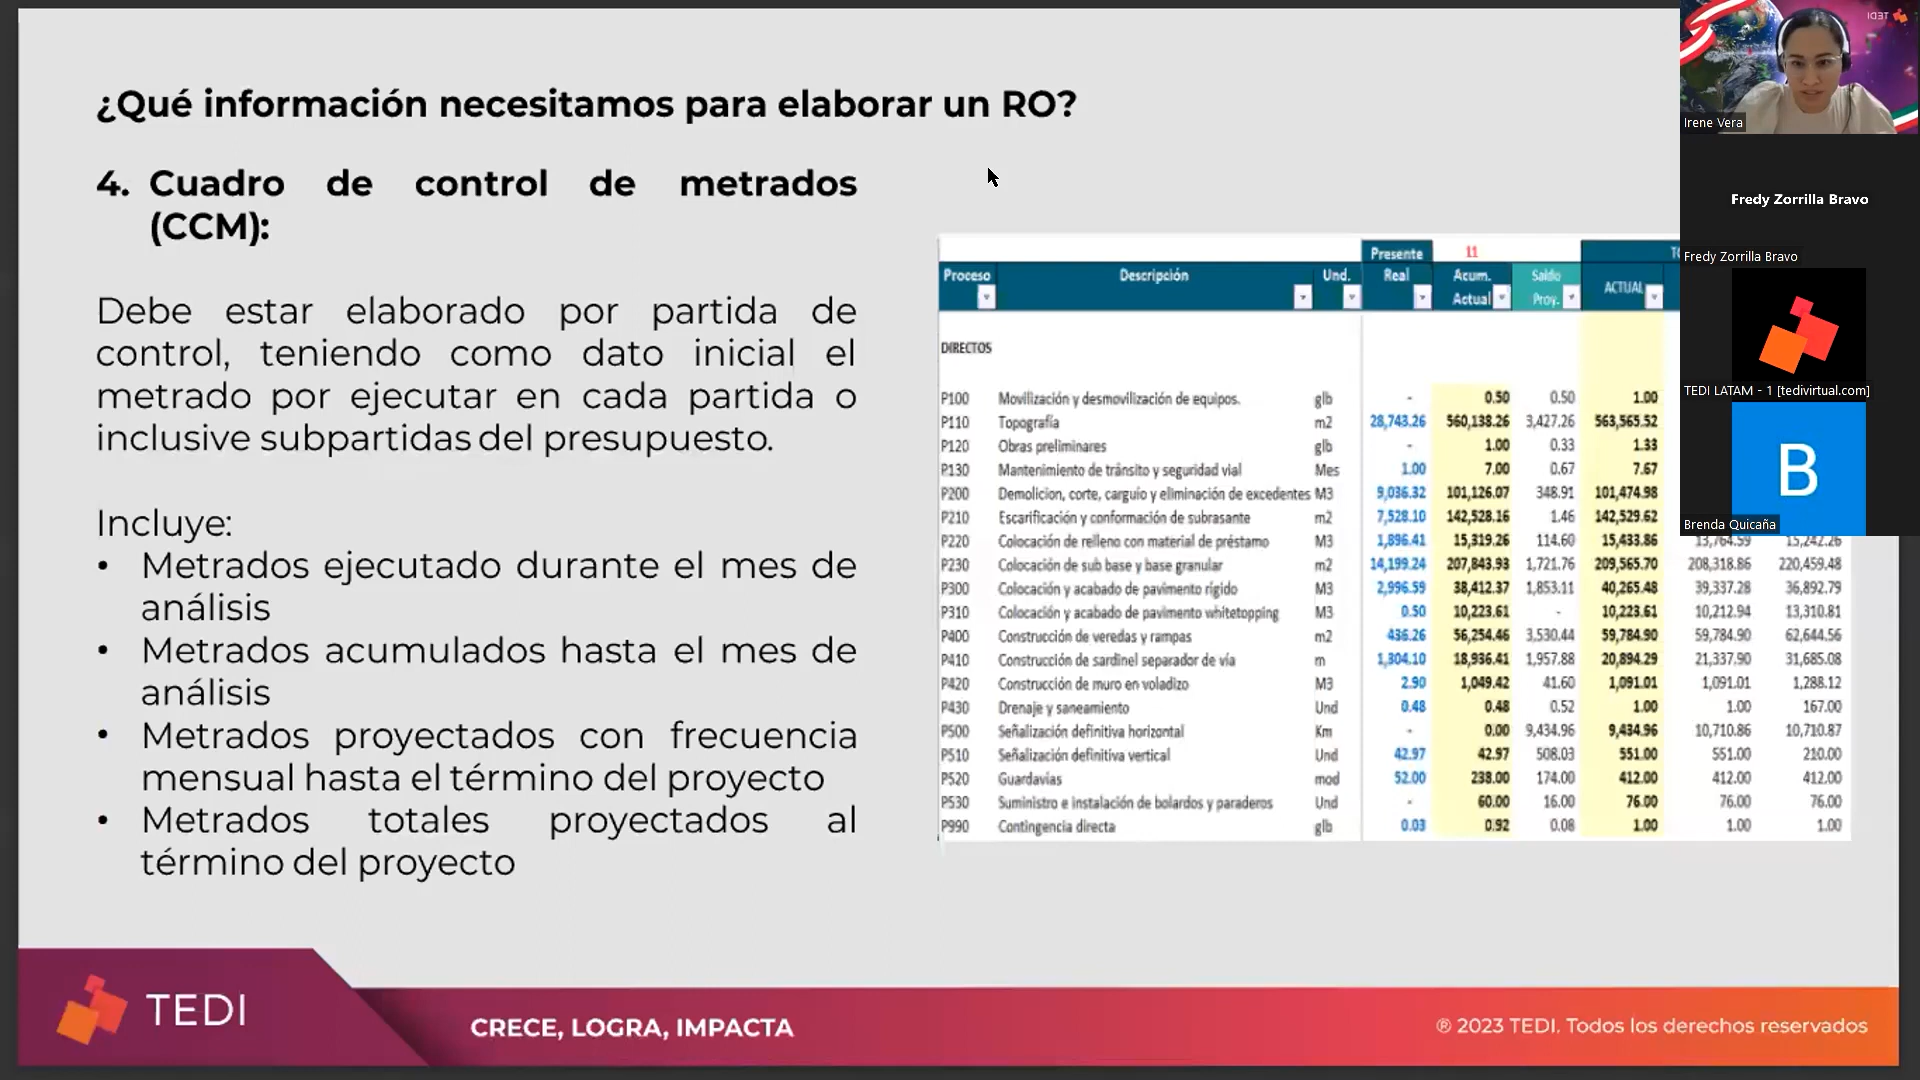 ¿Qué información necesitamos para elaborar un RO?
4. Cuadro de control de metrados
(CCM):
Debe estar elaborado por partida de
control, teniendo como dato inicial el
metrado por ejecutar en cada partida o
inclusive subpartidas del presupuesto.
Incluye:
• Metrados ejecutado durante el mes de
análisis
• Metrados acumulados hasta el mes de
análisis
• Metrados proyectados con frecuencia
mensual hasta el término del proyecto
• Metrados totales proyectados al
término del proyecto
Presente 11
Proceso Descripción Und. Real Acum. Actual Saldo Proy. ACTUAL
DIRECTOS
P100 Movilización y desmovilización de equipos. glb - 0.50 0.50 1.00
P110 Topografía m2 28,743.26 560,138.26 3,427.26 563,565.52
P120 Obras preliminares glb - 1.00 0.33 1.33
P130 Mantenimiento de tránsito y seguridad vial Mes 1.00 7.00 0.67 7.67
P200 Demolicion, corte, carguio y eliminación de excedentes M3 9,036.32 101,126.07 348.91 101,474.98
P210 Escarificación y conformación de subrasante m2 7,528.10 142,528.16 1.46 142,529.62
P220 Colocación de relleno con material de préstamo M3 1,896.41 15,319.26 114.60 15,433.86 13,764.59 15,242.26
P230 Colocación de sub base y base granular m2 14,199.24 207,843.93 1,721.76 209,565.70 208,318.86 220,459.48
P300 Colocación y acabado de pavimento rígido M3 2,996.59 38,412.37 1,853.11 40,265.48 39,337.28 36,892.79
P310 Colocación y acabado de pavimento whitetopping M3 0.50 10,223.61 - 10,223.61 10,212.94 13,310.81
P400 Construcción de veredas y rampas m2 436.26 56,254.46 3,530.44 59,784.90 59,784.90 62,644.56
P410 Construcción de sardinel separador de vía m 1,304.10 18,936.41 1,957.88 20,894.29 21,337.90 31,685.08
P420 Construcción de muro en voladizo M3 2.90 1,049.42 41.60 1,091.01 1,091.01 1,288.12
P430 Drenaje y saneamiento Und 0.48 0.48 0.52 1.00 1.00 167.00
P500 Señalización definitiva horizontal Km - 0.00 9,434.96 9,434.96 10,710.86 10,710.87
P510 Señalización definitiva vertical Und 42.97 42.97 508.03 551.00 551.00 210.00
P520 Guardavías mod 52.00 238.00 174.00 412.00 412.00 412.00
P530 Suministro e instalación de bolardos y paraderos Und - 60.00 16.00 76.00 76.00 76.00
P990 Contingencia directa glb 0.03 0.92 0.08 1.00 1.00 1.00
TEDI
CRECE, LOGRA, IMPACTA
® 2023 TEDI. Todos los derechos reservados
TEDI
Irene Vera
Fredy Zorrilla Bravo
Fredy Zorrilla Bravo
TEDI LATAM - 1 [tedivirtual.com]
B
Brenda Quicaña